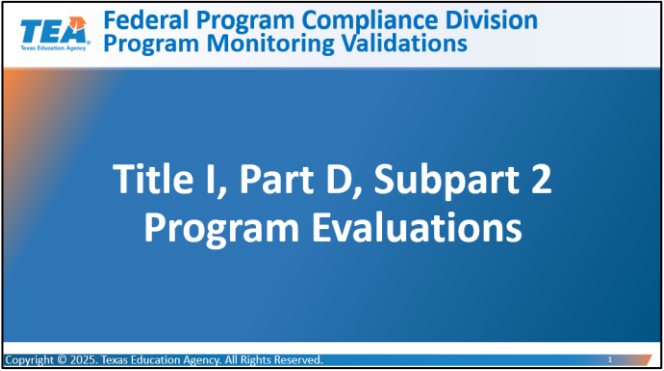 TEA
Texas Education Agency
Federal Program Compliance Division
Program Monitoring Validations
Title I, Part D, Subpart 2
Program Evaluations
Copyright © 2025. Texas Education Agency. All Rights Reserved.
1